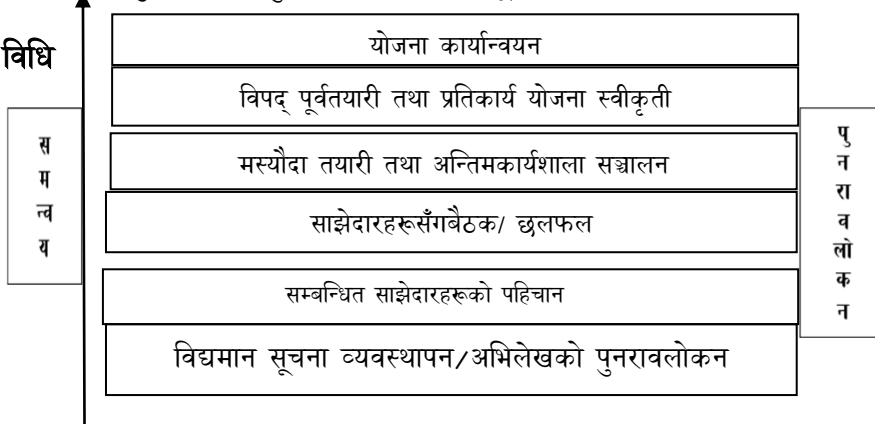 विधि
योजना कार्यान्वयन
विपद् पूर्वतयारी तथा प्रतिकार्य योजना स्वीकृती
मस्यौदा तयारी तथा अन्तिमकार्यशाला सञ्चालन
साझेदारहरूसँगबैठक/ छलफल
सम्बन्धित साझेदारहरूको पहिचान
विद्यमान सूचना व्यवस्थापन/अभिलेखको पुनरावलोकन
स
म
न्व
य
पु
न
रा
व
लो
क
न